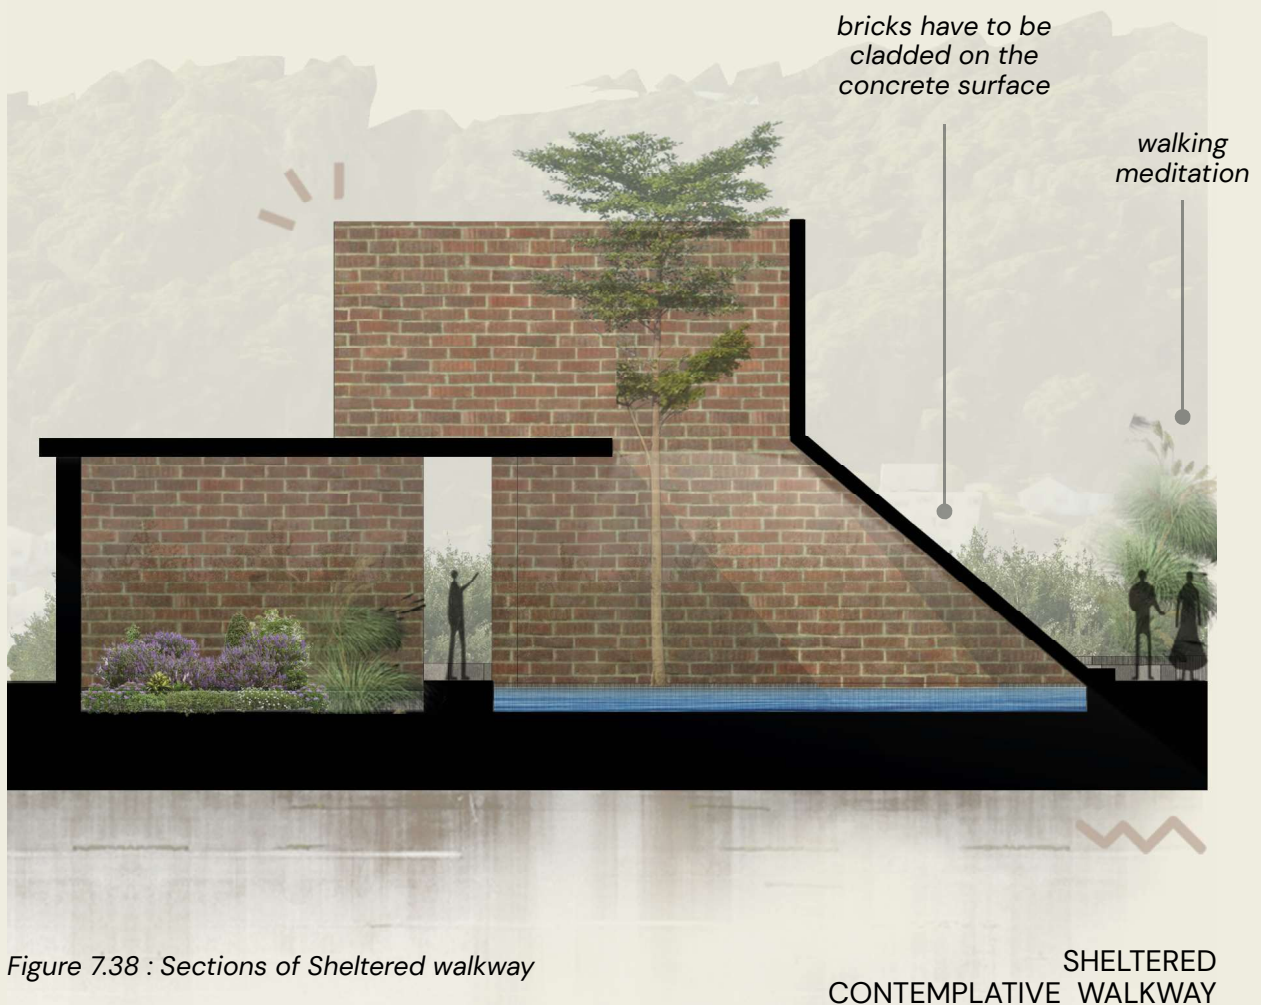 bricks have to be
cladded on the
concrete surface
walking
meditation
Figure 7.38 : Sections of Sheltered walkway
SHELTERED
CONTEMPLATIVE WALKWAY